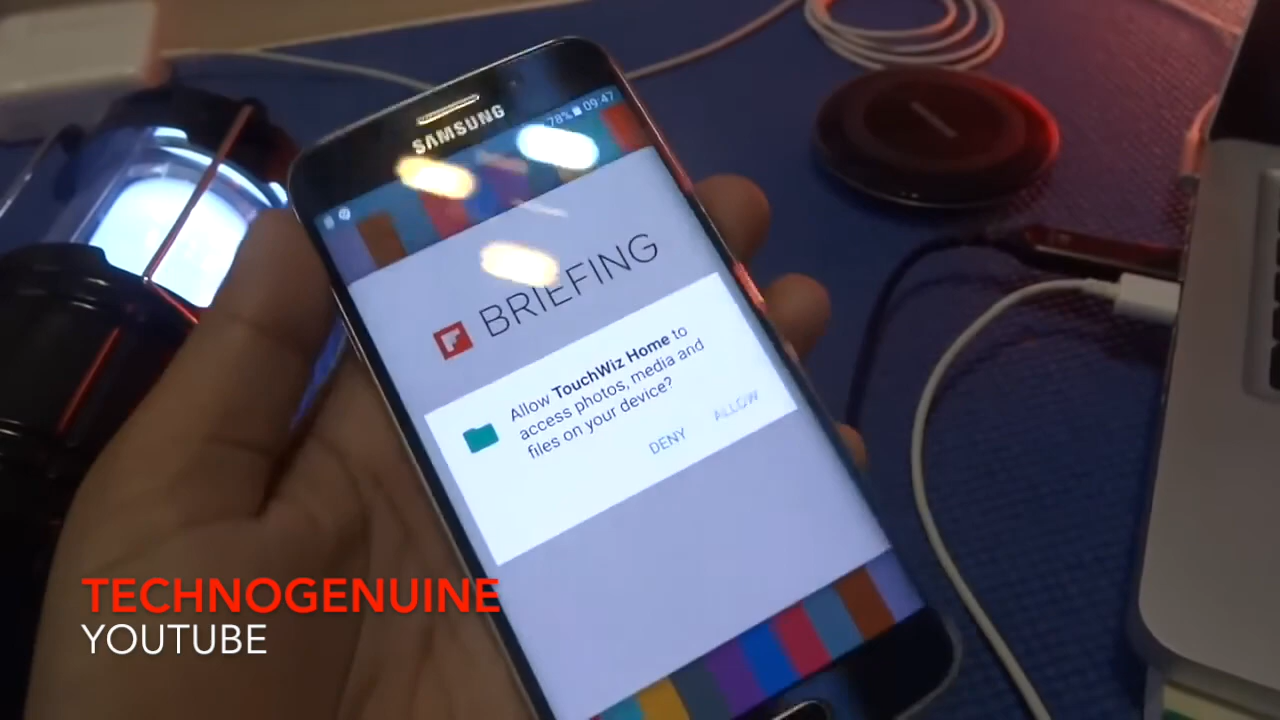 SAMSUNG
78% 09:47
BRIEFING
Allow TouchWiz Home to
access photos, media and
files on your device?
DENY ALLOW
TECHNOGENUINE
YOUTUBE